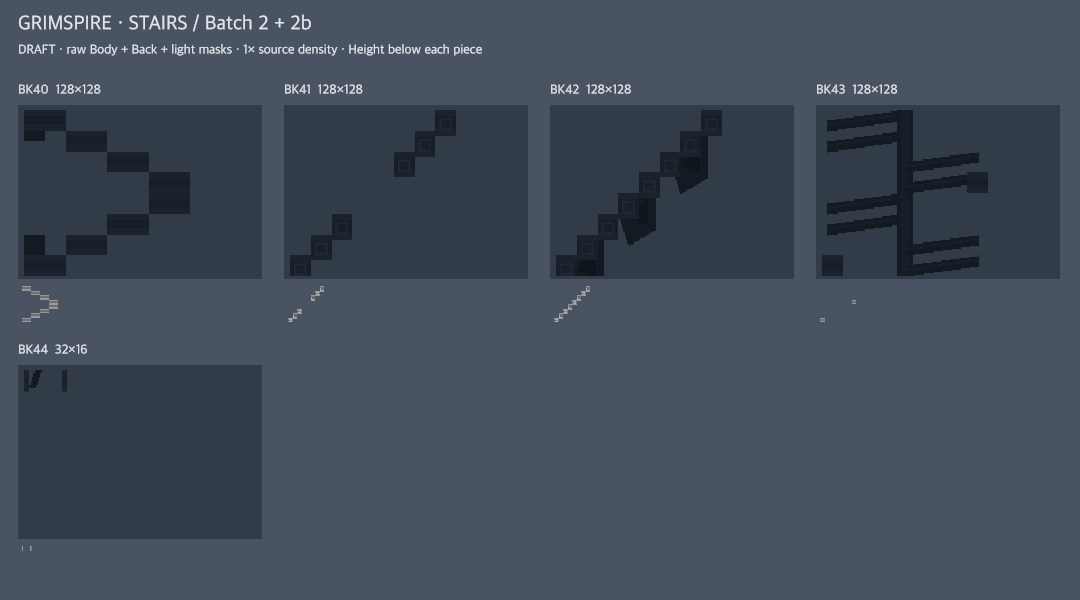 GRIMSPIRE · STAIRS / Batch 2 + 2b
DRAFT · raw Body + Back + light masks · 1× source density · Height below each piece
BK40 128×128
BK41 128×128
BK42 128×128
BK43 128×128
BK44 32×16